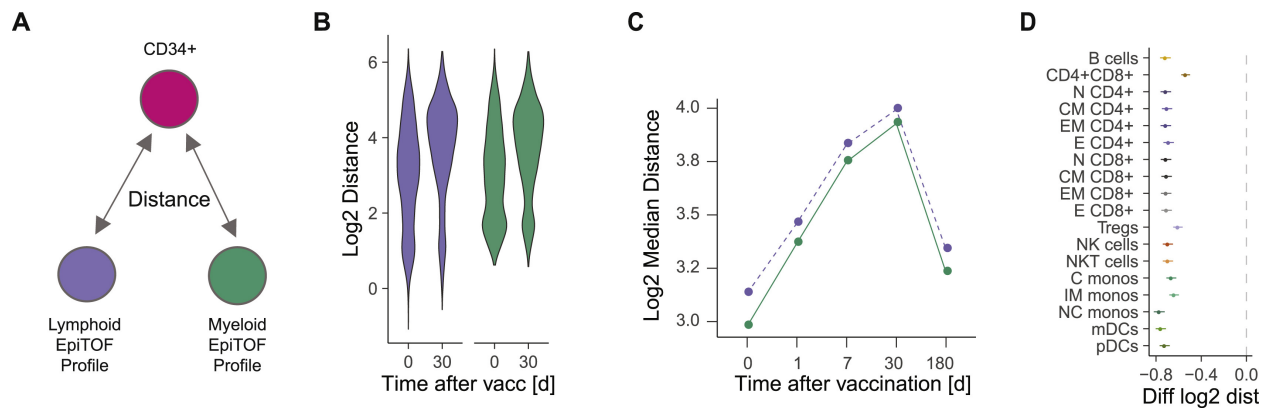 A
CD34+
Distance
Lymphoid
EpiTOF
Profile
Myeloid
EpiTOF
Profile
B
Log2 Distance
6
4
2
0
0 30 0 30
Time after vacc [d]
C
Log2 Median Distance
4.0
3.8
3.5
3.2
3.0
0 1 7 30 180
Time after vaccination [d]
D
B cells
CD4+CD8+
N CD4+
CM CD4+
EM CD4+
E CD4+
N CD8+
CM CD8+
EM CD8+
E CD8+
Tregs
NK cells
NKT cells
C monos
IM monos
NC monos
mDCs
pDCs
−0.8 −0.4 0.0
Diff log2 dist